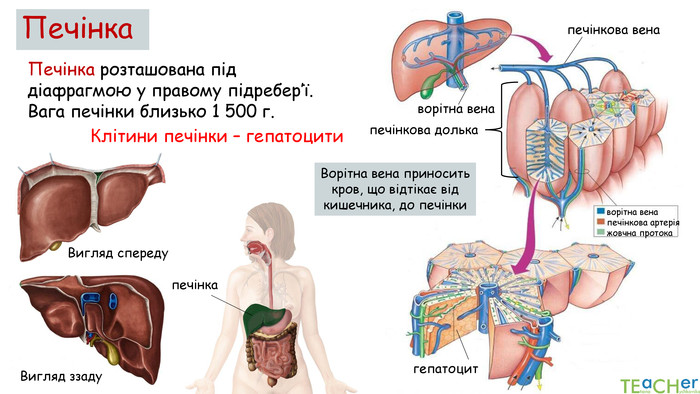 Печінка
Печінка розташована під
діафрагмою у правому підребер’ї.
Вага печінки близько 1 500 г.
Клітини печінки – гепатоцити
печінкова вена
ворітна вена
печінкова долька
Ворітна вена приносить
кров, що відтікає від
кишечника, до печінки
ворітна вена
печінкова артерія
жовчна протока
Вигляд спереду
печінка
Вигляд ззаду
гепатоцит
TEaCHer